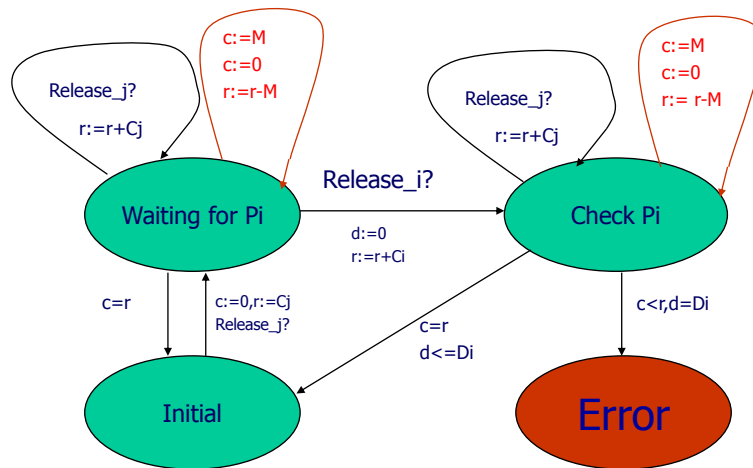 c:=M
c:=0
r:=r-M
Release_j?
r:=r+Cj
c:=M
c:=0
r:= r-M
Release_j?
r:=r+Cj
Waiting for Pi
Release_i?
d:=0
r:=r+Ci
Check Pi
c=r
c:=0,r:=Cj
Release_j?
c=r
d<=Di
c<r,d=Di
Initial
Error